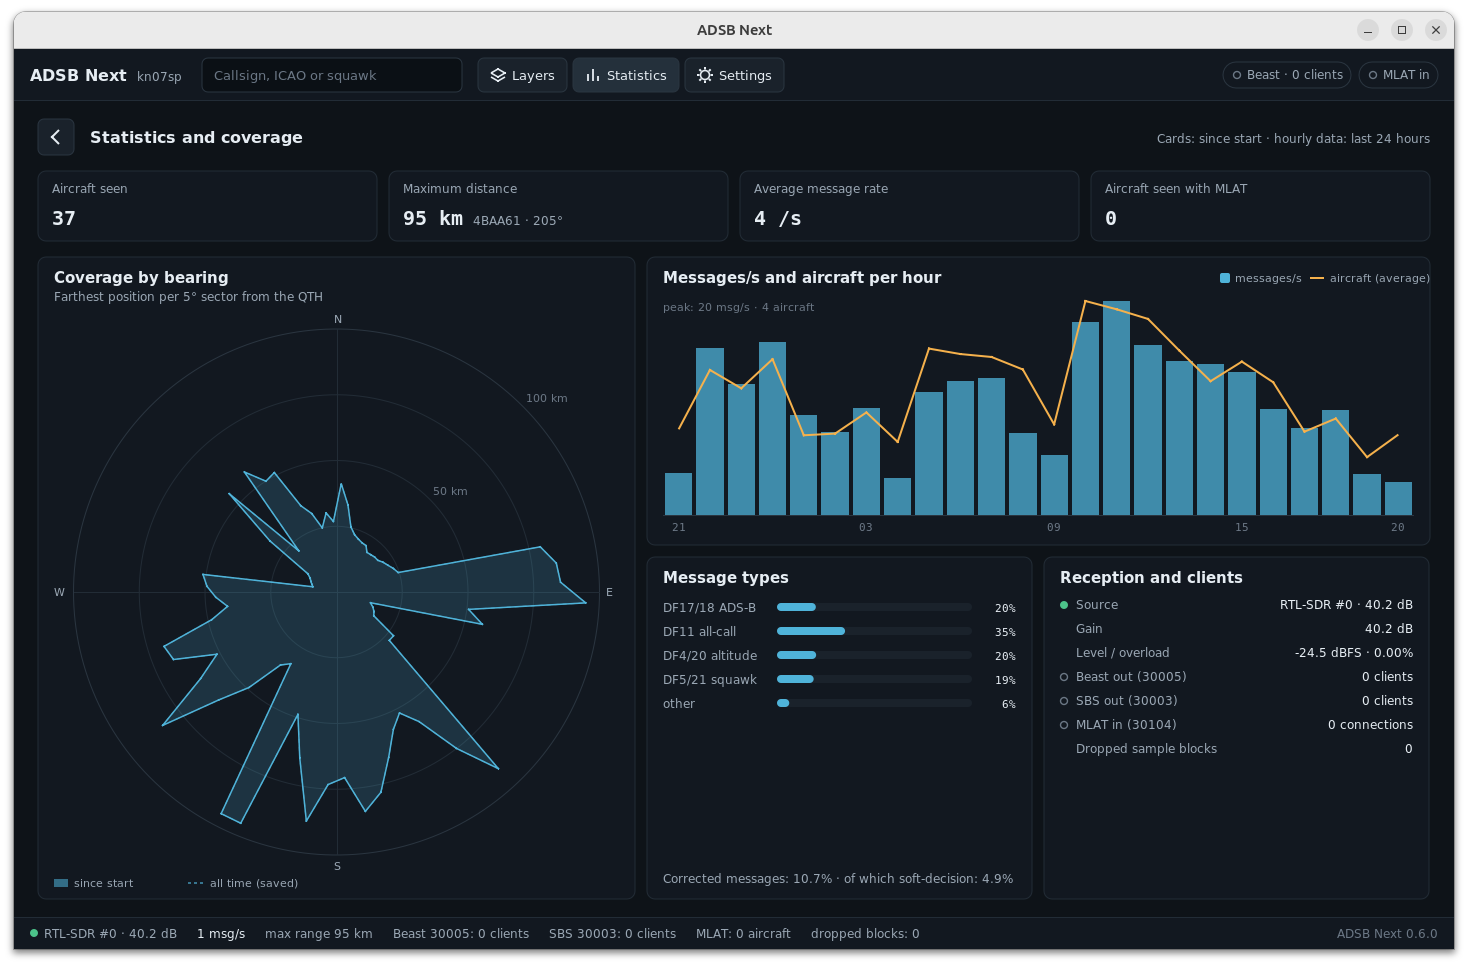 ADSB Next
ADSB Next kn07sp Callsign, ICAO or squawk Layers Statistics Settings Beast · 0 clients MLAT in
Statistics and coverage Cards: since start · hourly data: last 24 hours
Aircraft seen
37
Maximum distance
95 km 4BAA61 · 205°
Average message rate
4 /s
Aircraft seen with MLAT
0
Coverage by bearing
Farthest position per 5° sector from the QTH
N
100 km
50 km
W E
S
since start all time (saved)
Messages/s and aircraft per hour messages/s aircraft (average)
peak: 20 msg/s · 4 aircraft
21 03 09 15 20
Message types
DF17/18 ADS-B 20%
DF11 all-call 35%
DF4/20 altitude 20%
DF5/21 squawk 19%
other 6%
Corrected messages: 10.7% · of which soft-decision: 4.9%
Reception and clients
Source RTL-SDR #0 · 40.2 dB
Gain 40.2 dB
Level / overload -24.5 dBFS · 0.00%
Beast out (30005) 0 clients
SBS out (30003) 0 clients
MLAT in (30104) 0 connections
Dropped sample blocks 0
RTL-SDR #0 · 40.2 dB 1 msg/s max range 95 km Beast 30005: 0 clients SBS 30003: 0 clients MLAT: 0 aircraft dropped blocks: 0 ADSB Next 0.6.0